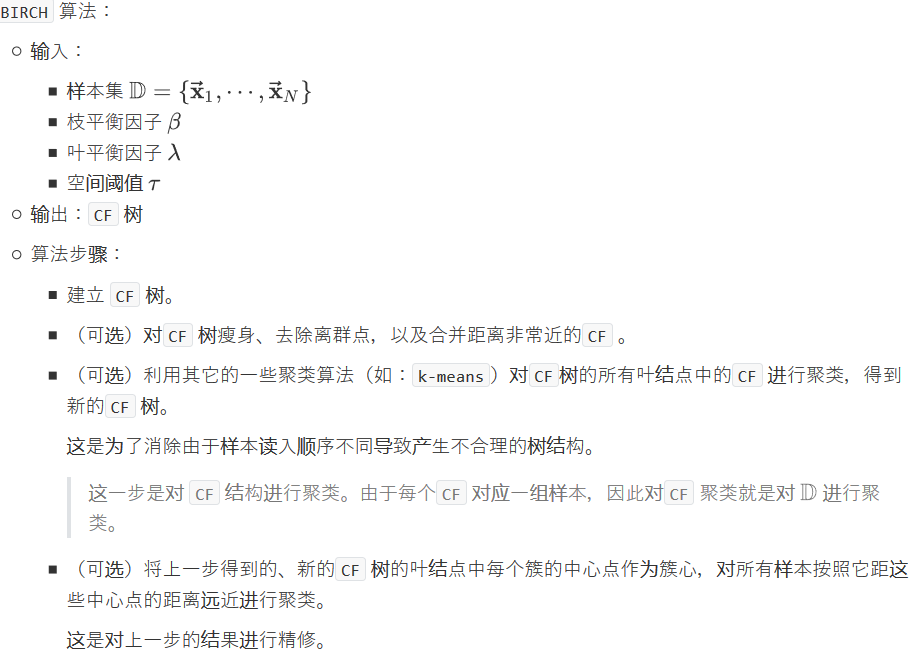 BIRCH 算法：
输入：
样本集 𝔻 = {x⃗₁, ⋯, x⃗_N}
枝平衡因子 β
叶平衡因子 λ
空间阈值 τ
输出：CF 树
算法步骤：
建立 CF 树。
（可选）对 CF 树瘦身、去除离群点，以及合并距离非常近的 CF 。
（可选）利用其它的一些聚类算法（如：k-means）对 CF 树的所有叶结点中的 CF 进行聚类，得到
新的 CF 树。
这是为了消除由于样本读入顺序不同导致产生不合理的树结构。
这一步是对 CF 结构进行聚类。由于每个 CF 对应一组样本，因此对 CF 聚类就是对 𝔻 进行聚
类。
（可选）将上一步得到的、新的 CF 树的叶结点中每个簇的中心点作为簇心，对所有样本按照它距这
些中心点的距离远近进行聚类。
这是对上一步的结果进行精修。